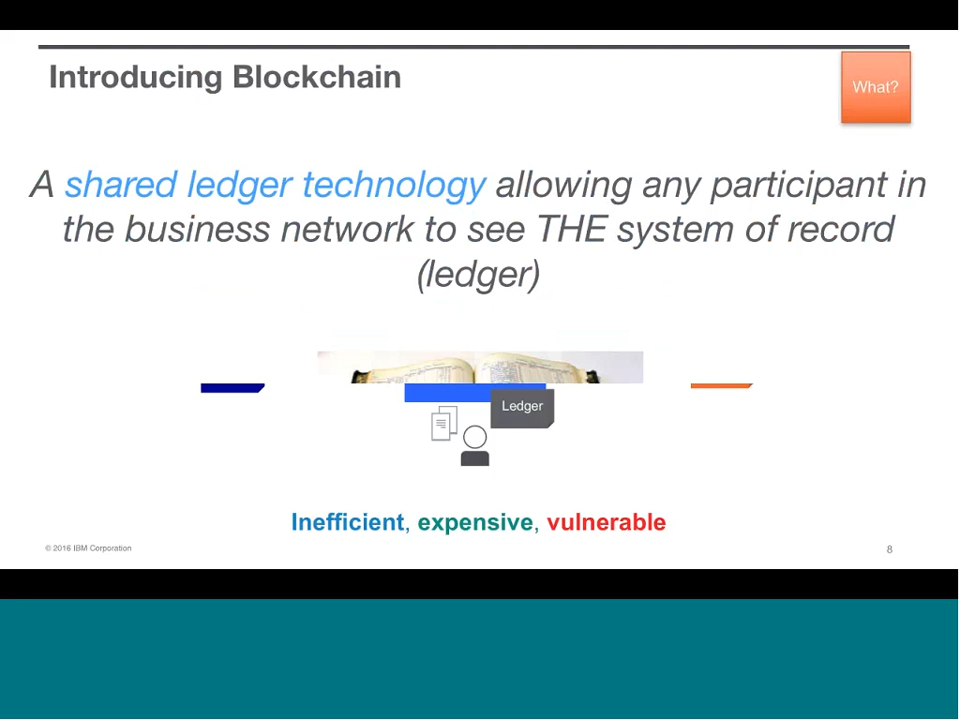 Introducing Blockchain
What?
A shared ledger technology allowing any participant in
the business network to see THE system of record
(ledger)
Ledger
Inefficient, expensive, vulnerable
© 2016 IBM Corporation
8